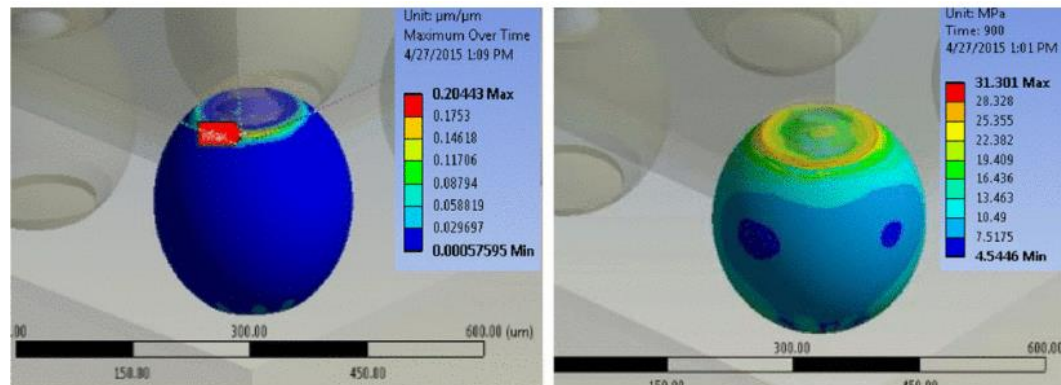 Unit: µm/µm
Maximum Over Time
4/27/2015 1:09 PM
0.20443 Max
0.1753
0.14618
0.11706
0.08794
0.058819
0.029697
0.00057595 Min
.00
300.00
600.00 (um)
150.00
450.00
Unit: MPa
Time: 900
4/27/2015 1:01 PM
31.301 Max
28.328
25.355
22.382
19.409
16.436
13.463
10.49
7.5175
4.5446 Min
300.00
600.00
150.00
450.00